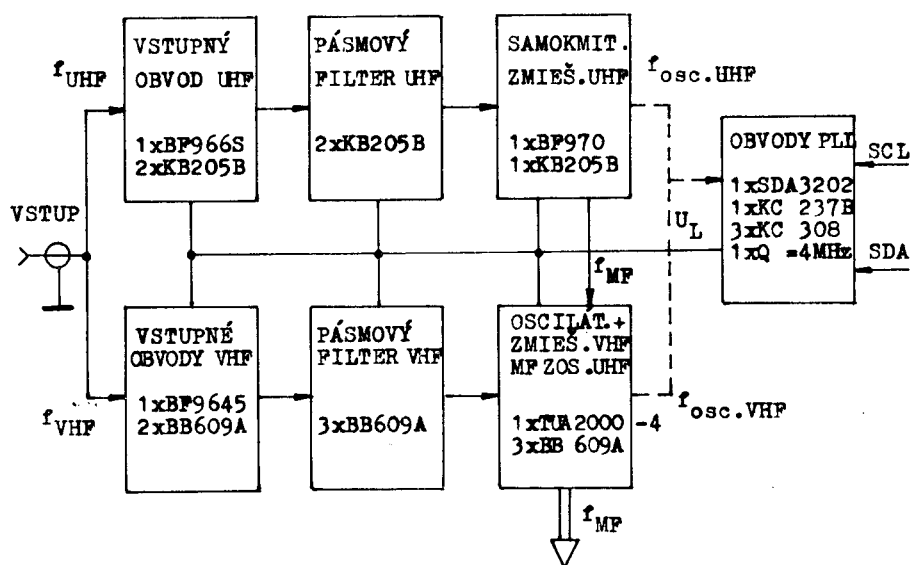 VSTUPNÝ
OBVOD UHF
1xBF966S
2xKB205B
PÁSMOVÝ
FILTER UHF
2xKB205B
SAMOKMIT.
ZMIEŠ.UHF
1xBF970
1xKB205B
fUHF
fosc.UHF
OBVODY PLL
1xSDA3202
1xKC 237B
3xKC 308
1xQ =4MHz
SCL
SDA
VSTUP
UL
fMF
VSTUPNÉ
OBVODY VHF
1xBF9645
2xBB609A
PÁSMOVÝ
FILTER VHF
3xBB609A
OSCILÁT.+
ZMIEŠ.VHF
MF ZOS.UHF
1xTUA2000-4
3xBB 609A
fVHF
fosc.VHF
fMF